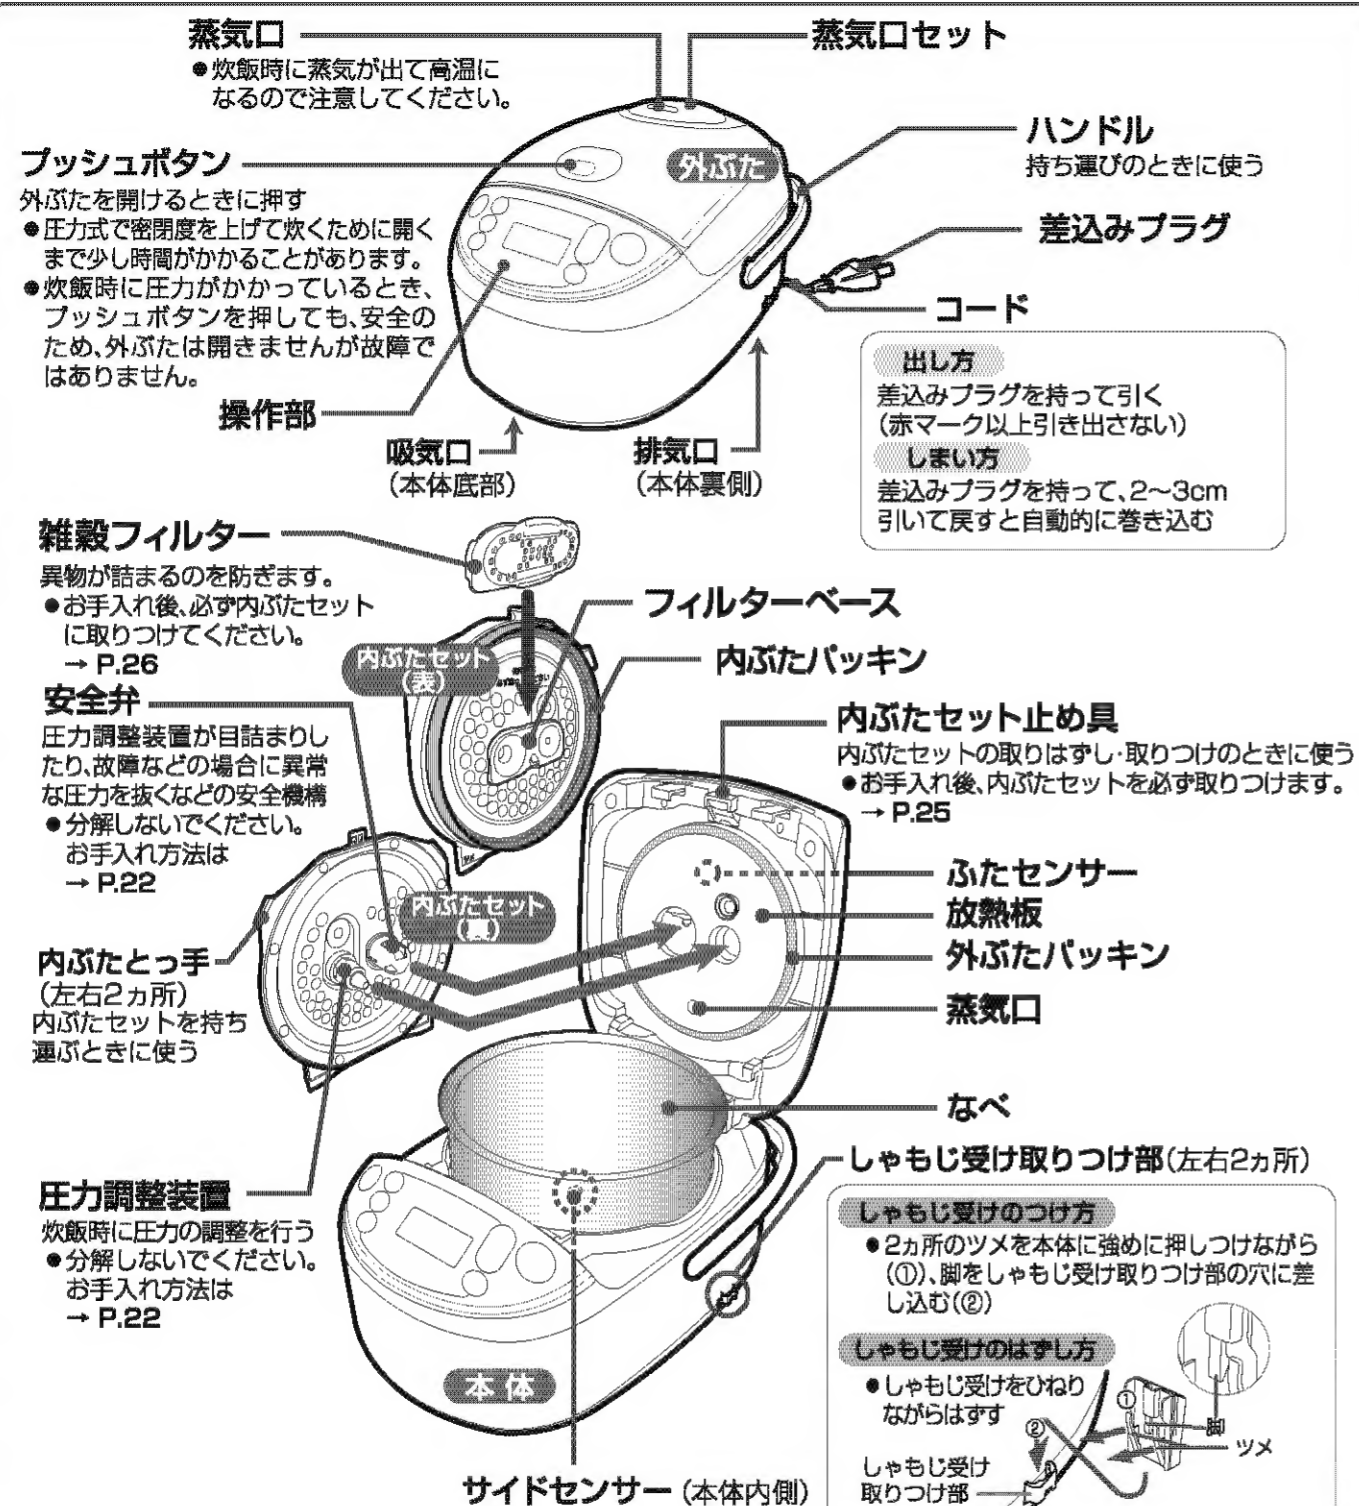 蒸気口
●炊飯時に蒸気が出て高温に
なるので注意してください。
蒸気口セット
プッシュボタン
外ぶたを開けるときに押す
●圧力式で密閉度を上げて炊くために開く
まで少し時間がかかることがあります。
●炊飯時に圧力がかかっているとき、
プッシュボタンを押しても、安全の
ため、外ぶたは開きませんが故障で
はありません。
外ぶた
ハンドル
持ち運びのときに使う
差込みプラグ
コード
出し方
差込みプラグを持って引く
(赤マーク以上引き出さない)
しまい方
差込みプラグを持って、2〜3cm
引いて戻すと自動的に巻き込む
操作部
吸気口
(本体底部)
排気口
(本体裏側)
雑穀フィルター
異物が詰まるのを防ぎます。
●お手入れ後、必ず内ぶたセット
に取りつけてください。
→ P.26
フィルターベース
内ぶたセット
(表)
内ぶたパッキン
安全弁
圧力調整装置が目詰まりし
たり、故障などの場合に異常
な圧力を抜くなどの安全機構
●分解しないでください。
お手入れ方法は
→ P.22
内ぶたセット止め具
内ぶたセットの取りはずし・取りつけのときに使う
●お手入れ後、内ぶたセットを必ず取りつけます。
→ P.25
内ぶたセット
(裏)
ふたセンサー
放熱板
外ぶたパッキン
蒸気口
内ぶたとっ手
(左右2ヵ所)
内ぶたセットを持ち
運ぶときに使う
なべ
圧力調整装置
炊飯時に圧力の調整を行う
●分解しないでください。
お手入れ方法は
→ P.22
しゃもじ受け取りつけ部(左右2ヵ所)
しゃもじ受けのつけ方
●2ヵ所のツメを本体に強めに押しつけながら
(①)、脚をしゃもじ受け取りつけ部の穴に差
し込む(②)
しゃもじ受けのはずし方
●しゃもじ受けをひねり
ながらはずす
①
②
脚
ツメ
しゃもじ受け
取りつけ部
本体
サイドセンサー(本体内側)